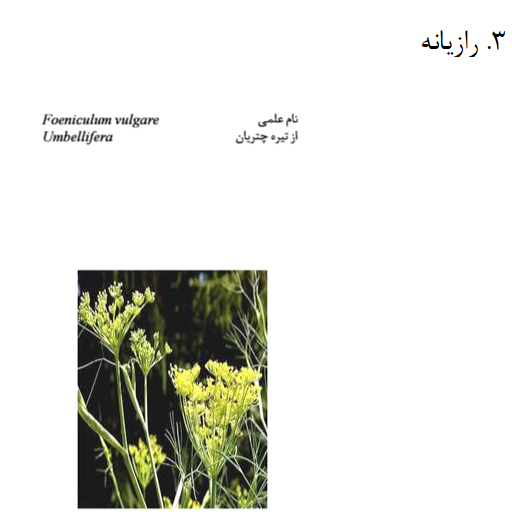 ۳. رازیانه
نام علمی Foeniculum vulgare
از تیره چتریان Umbellifera